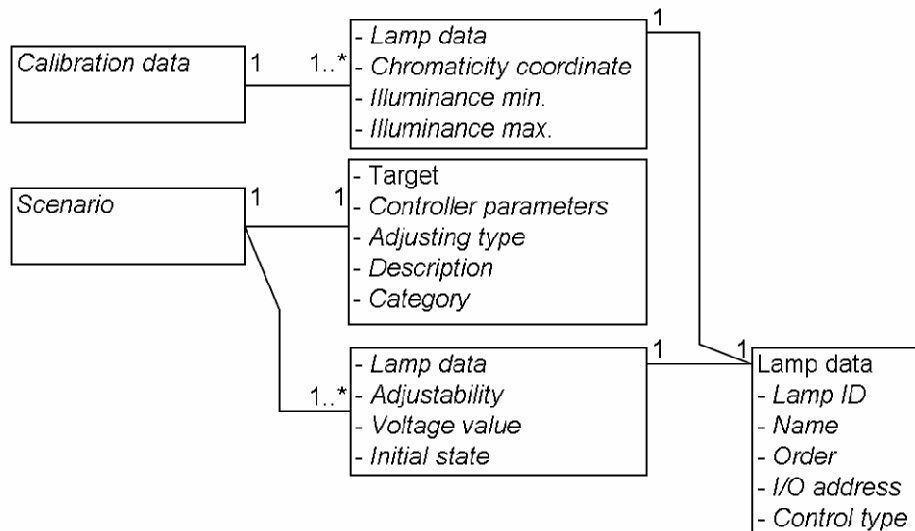 Calibration data
1
1..*
- Lamp data
- Chromaticity coordinate
- Illuminance min.
- Illuminance max.
1
Scenario
1
1
- Target
- Controller parameters
- Adjusting type
- Description
- Category
1..*
- Lamp data
- Adjustability
- Voltage value
- Initial state
1
1
Lamp data
- Lamp ID
- Name
- Order
- I/O address
- Control type